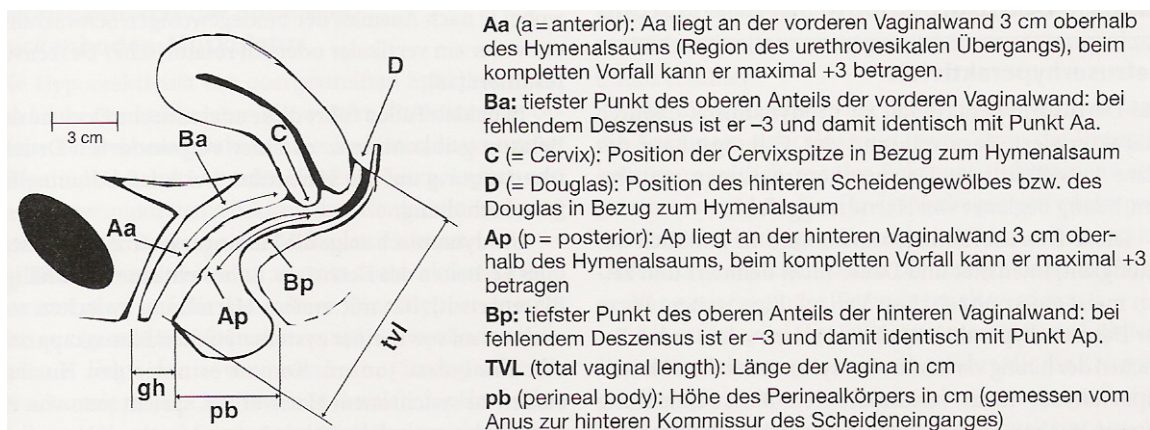 D
3 cm
Ba
C
Aa
Bp
Ap
tvl
gh
pb
Aa (a = anterior): Aa liegt an der vorderen Vaginalwand 3 cm oberhalb
des Hymenalsaums (Region des urethrovesikalen Übergangs), beim
kompletten Vorfall kann er maximal +3 betragen.
Ba: tiefster Punkt des oberen Anteils der vorderen Vaginalwand: bei
fehlendem Deszensus ist er –3 und damit identisch mit Punkt Aa.
C (= Cervix): Position der Cervixspitze in Bezug zum Hymenalsaum
D (= Douglas): Position des hinteren Scheidengewölbes bzw. des
Douglas in Bezug zum Hymenalsaum
Ap (p = posterior): Ap liegt an der hinteren Vaginalwand 3 cm ober-
halb des Hymenalsaums, beim kompletten Vorfall kann er maximal +3
betragen
Bp: tiefster Punkt des oberen Anteils der hinteren Vaginalwand: bei
fehlendem Deszensus ist er –3 und damit identisch mit Punkt Ap.
TVL (total vaginal length): Länge der Vagina in cm
pb (perineal body): Höhe des Perinealkörpers in cm (gemessen vom
Anus zur hinteren Kommissur des Scheideneinganges)